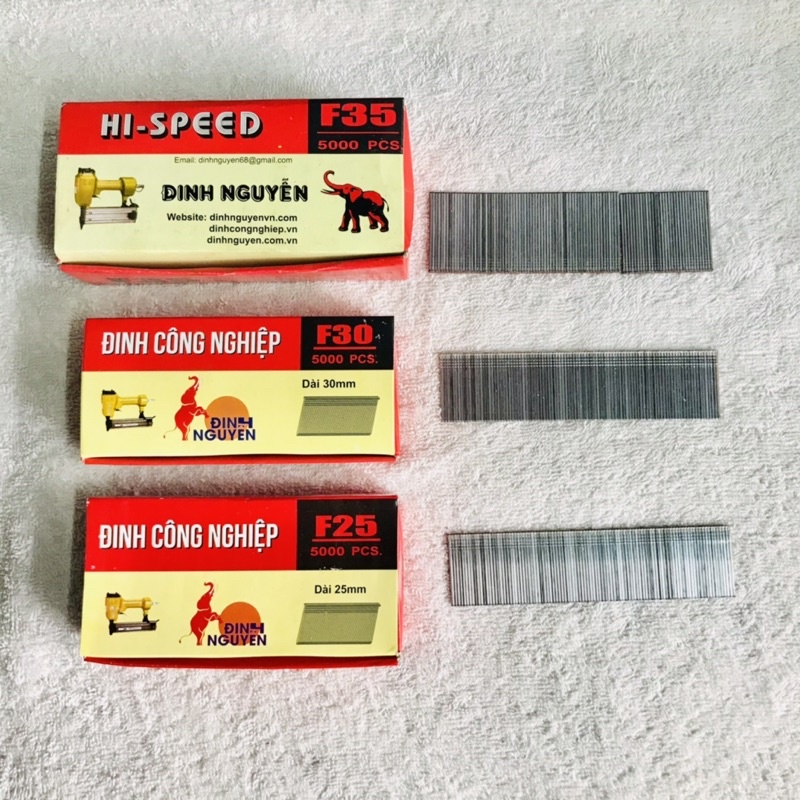 HI-SPEED
F35
5000 PCS.
Email: dinhnguyen68@gmail.com
ĐINH NGUYỄN
Website: dinhnguyenvn.com
dinhcongnghiep.vn
dinhnguyen.com.vn
ĐINH CÔNG NGHIỆP
F30
5000 PCS.
Dài 30mm
ĐINH
NGUYEN
ĐINH CÔNG NGHIỆP
F25
5000 PCS.
Dài 25mm
ĐINH
NGUYEN